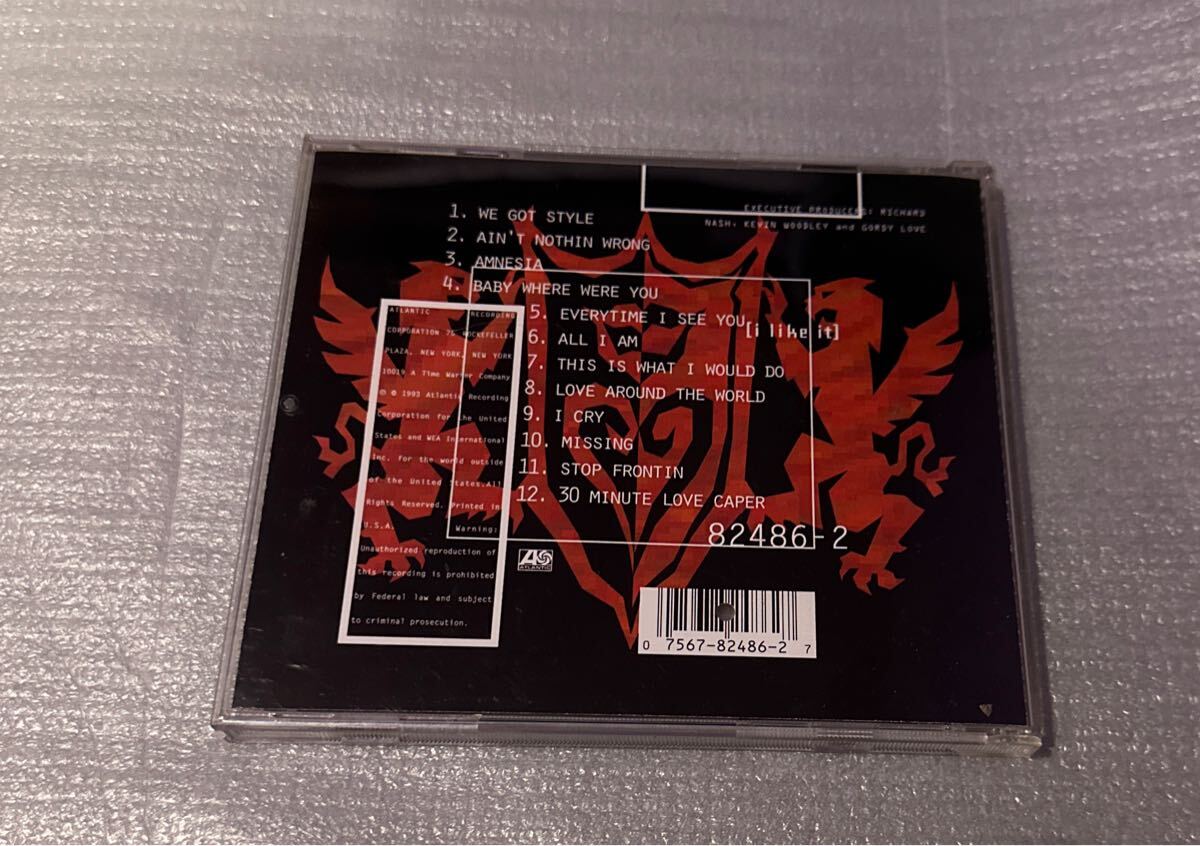 EXECUTIVE PRODUCERS: RICHARD
NASH, KEVIN WOODLEY and GORDY LOVE
1. WE GOT STYLE
2. AIN'T NOTHIN WRONG
3. AMNESIA
4. BABY WHERE WERE YOU
5. EVERYTIME I SEE YOU [i like it]
6. ALL I AM
7. THIS IS WHAT I WOULD DO
8. LOVE AROUND THE WORLD
9. I CRY
10. MISSING
11. STOP FRONTIN
12. 30 MINUTE LOVE CAPER
82486-2
ATLANTIC RECORDING
CORPORATION 75 ROCKEFELLER
PLAZA, NEW YORK, NEW YORK
10019 A Time Warner Company
℗ © 1993 Atlantic Recording
Corporation for the United
States and WEA International
Inc. for the world outside
of the United States.All
Rights Reserved. Printed in
U.S.A. Warning:
Unauthorized reproduction of
this recording is prohibited
by Federal law and subject
to criminal prosecution.
ATLANTIC
0 7567-82486-2 7